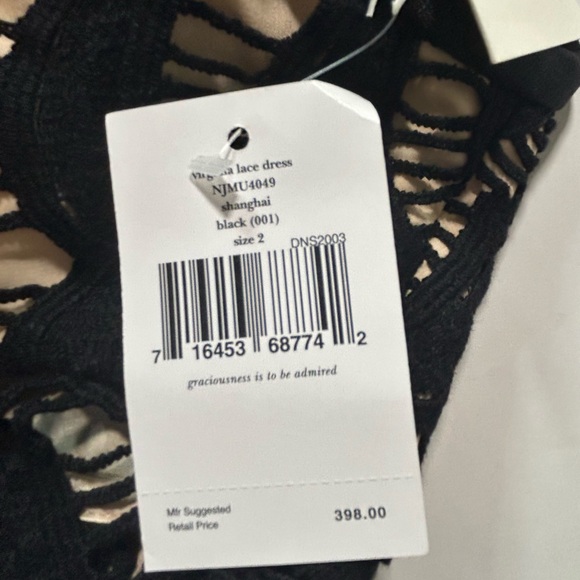 lace dress
NJMU4049
shanghai
black (001)
size 2 DNS2003
7 16453 68774 2
graciousness is to be admired
Mfr Suggested
Retail Price 398.00